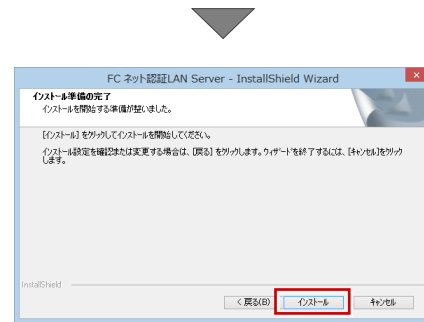 FC ネット認証LAN Server - InstallShield Wizard
インストール準備の完了
インストールを開始する準備が整いました。
[インストール] をクリックしてインストールを開始してください。
インストール設定を確認または変更する場合は、[戻る] をクリックします。ウィザードを終了するには、[キャンセル]をクリック
します。
InstallShield
< 戻る(B)
インストール
キャンセル